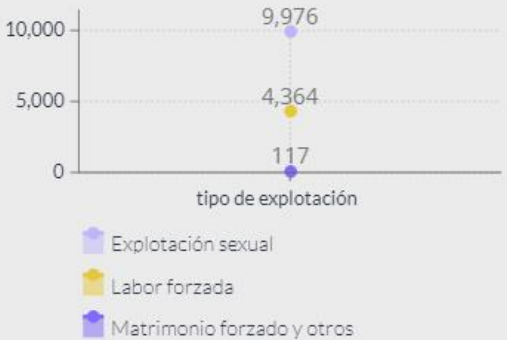 9,976
10,000
5,000
4,364
117
0
tipo de explotación
Explotación sexual
Labor forzada
Matrimonio forzado y otros